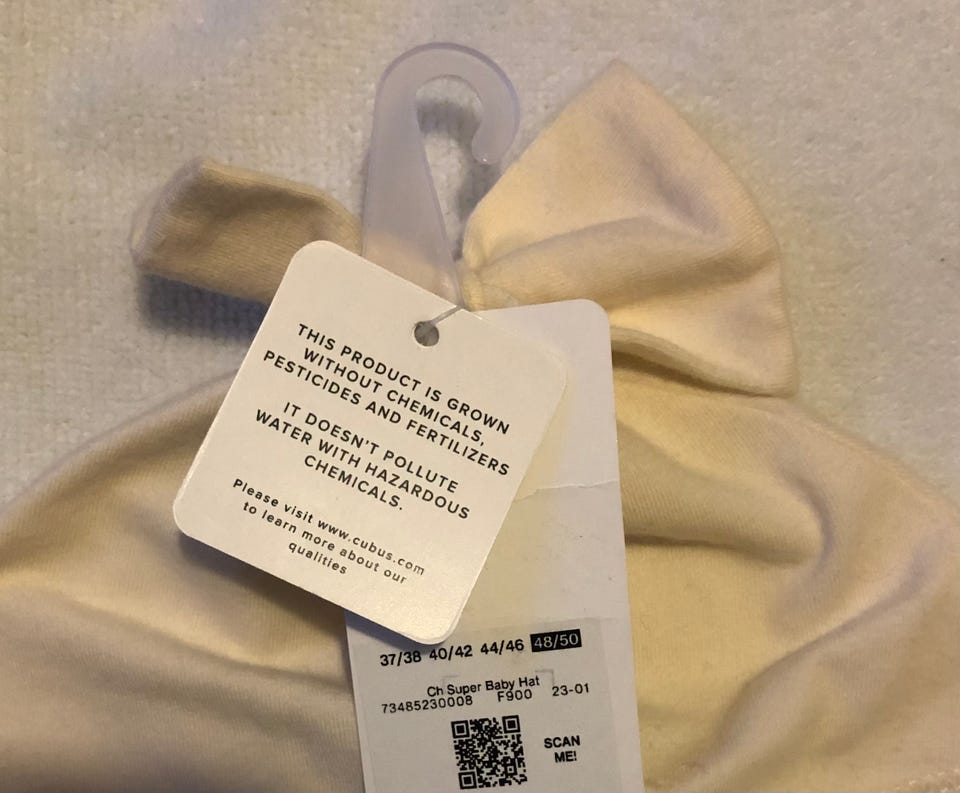 THIS PRODUCT IS GROWN
WITHOUT CHEMICALS,
PESTICIDES AND FERTILIZERS
IT DOESN'T POLLUTE
WATER WITH HAZARDOUS
CHEMICALS.
Please visit www.cubus.com
to learn more about our
qualities
37/38 40/42 44/46 48/50
Ch Super Baby Hat
73485230008 F900 23-01
SCAN
ME!